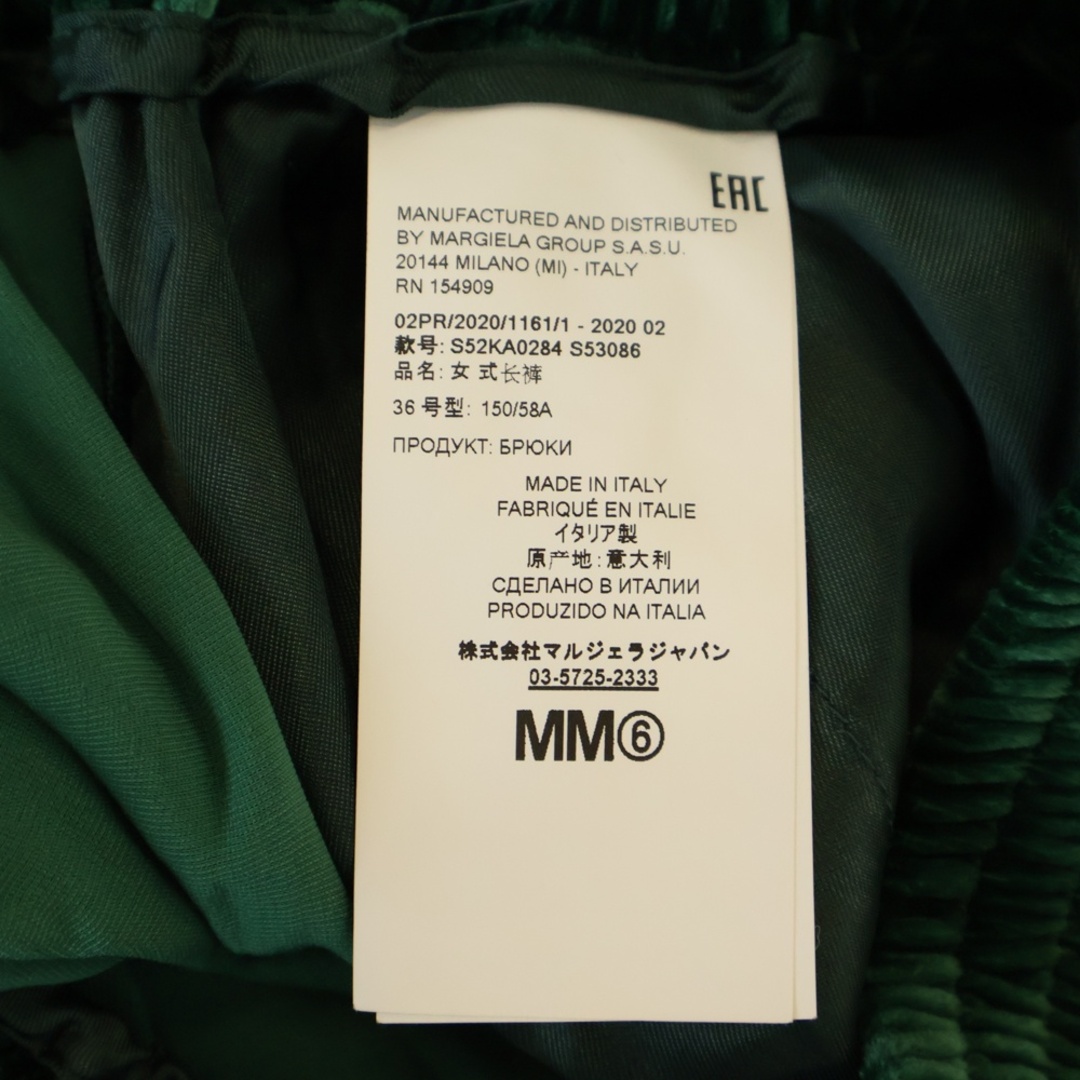 EAC
MANUFACTURED AND DISTRIBUTED
BY MARGIELA GROUP S.A.S.U.
20144 MILANO (MI) - ITALY
RN 154909
02PR/2020/1161/1 - 2020 02
款号: S52KA0284 S53086
品名: 女 式长裤
36 号型: 150/58A
ПРОДУКТ: БРЮКИ
MADE IN ITALY
FABRIQUÉ EN ITALIE
イタリア製
原产地:意大利
СДЕЛАНО В ИТАЛИИ
PRODUZIDO NA ITALIA
株式会社マルジェラジャパン
03-5725-2333
MM⑥